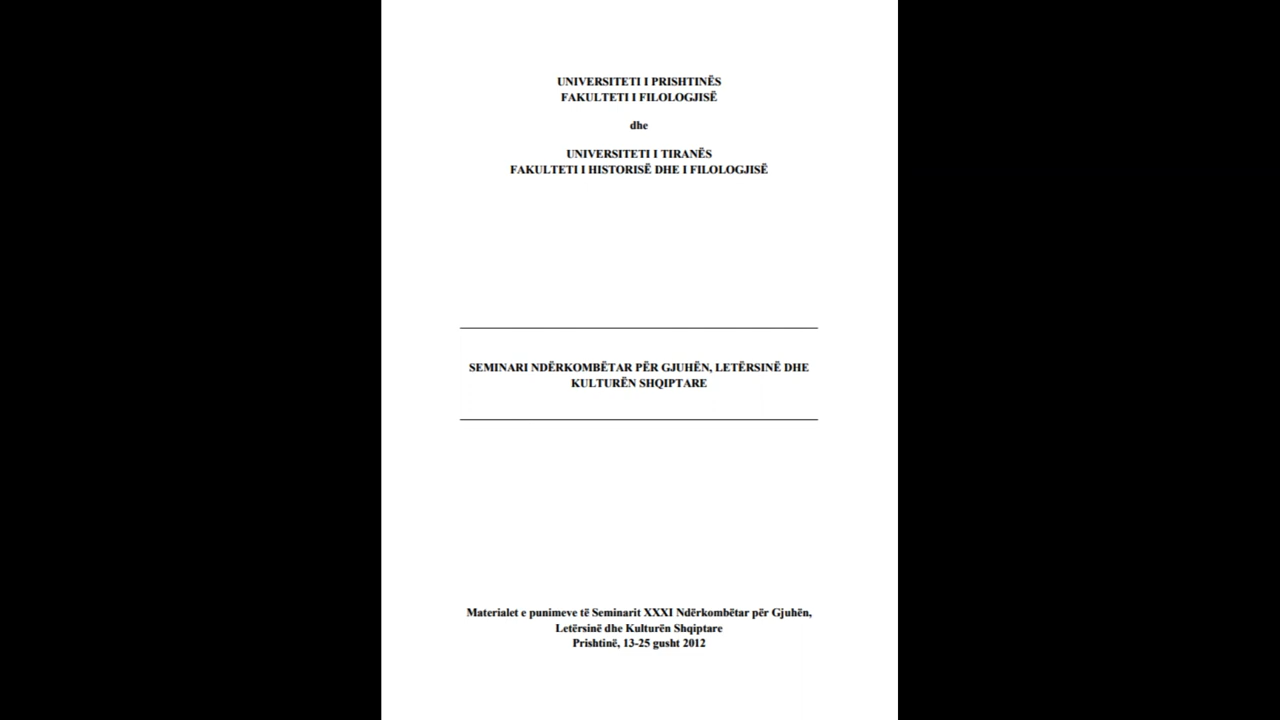 UNIVERSITETI I PRISHTINËS
FAKULTETI I FILOLOGJISË
dhe
UNIVERSITETI I TIRANËS
FAKULTETI I HISTORISË DHE I FILOLOGJISË
SEMINARI NDËRKOMBËTAR PËR GJUHËN, LETËRSINË DHE
KULTURËN SHQIPTARE
Materialet e punimeve të Seminarit XXXI Ndërkombëtar për Gjuhën,
Letërsinë dhe Kulturën Shqiptare
Prishtinë, 13-25 gusht 2012